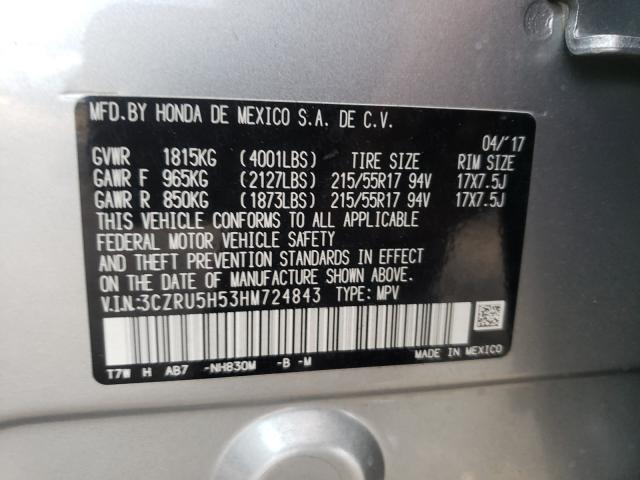 MFD.BY HONDA DE MEXICO S.A. DE C.V.
04/'17
GVWR 1815KG (4001LBS) TIRE SIZE RIM SIZE
GAWR F 965KG (2127LBS) 215/55R17 94V 17X7.5J
GAWR R 850KG (1873LBS) 215/55R17 94V 17X7.5J
THIS VEHICLE CONFORMS TO ALL APPLICABLE
FEDERAL MOTOR VEHICLE SAFETY
AND THEFT PREVENTION STANDARDS IN EFFECT
ON THE DATE OF MANUFACTURE SHOWN ABOVE.
V.I.N.:3CZRU5H53HM724843 TYPE: MPV
T7W H AB7 -NH830M -B -M MADE IN MEXICO